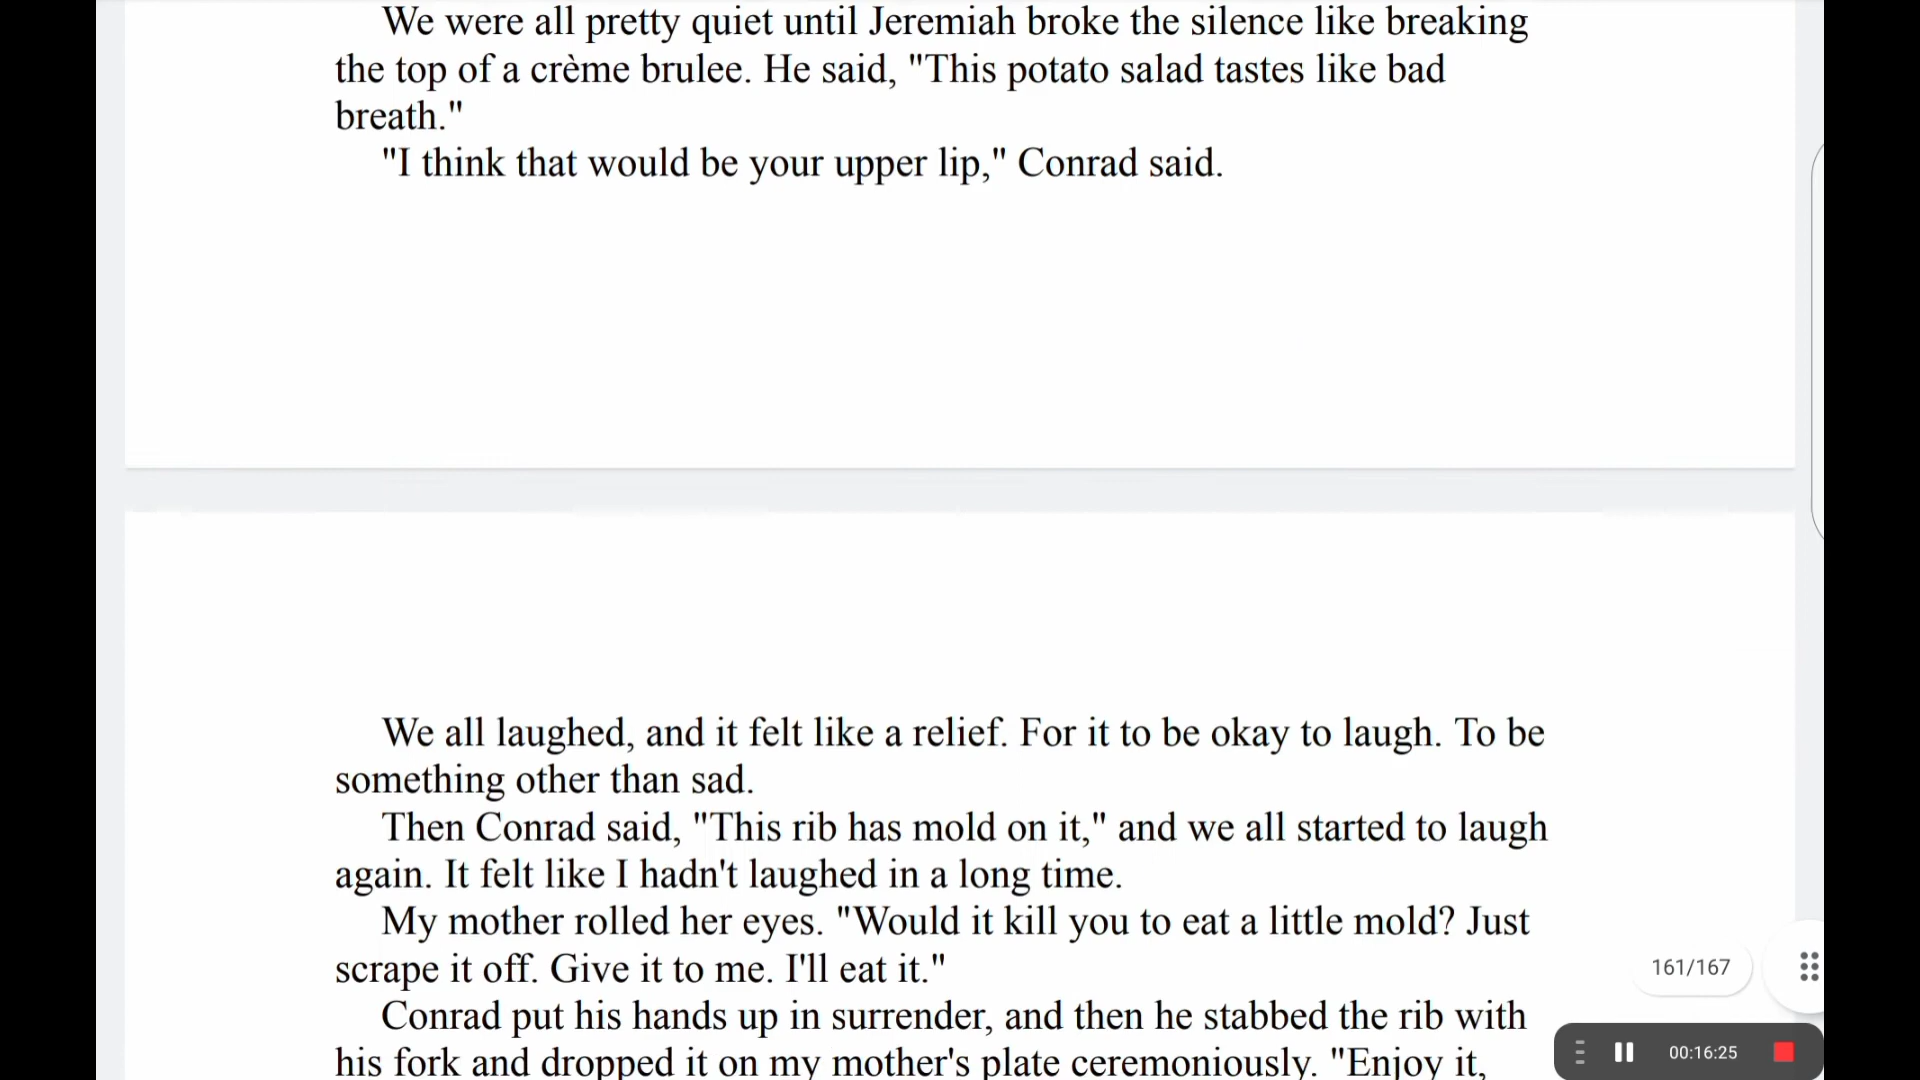 We were all pretty quiet until Jeremiah broke the silence like breaking
the top of a crème brulee. He said, "This potato salad tastes like bad
breath."
"I think that would be your upper lip," Conrad said.
We all laughed, and it felt like a relief. For it to be okay to laugh. To be
something other than sad.
Then Conrad said, "This rib has mold on it," and we all started to laugh
again. It felt like I hadn't laughed in a long time.
My mother rolled her eyes. "Would it kill you to eat a little mold? Just
scrape it off. Give it to me. I'll eat it."
161/167
Conrad put his hands up in surrender, and then he stabbed the rib with
his fork and dropped it on my mother's plate ceremoniously. "Enjoy it,
00:16:25